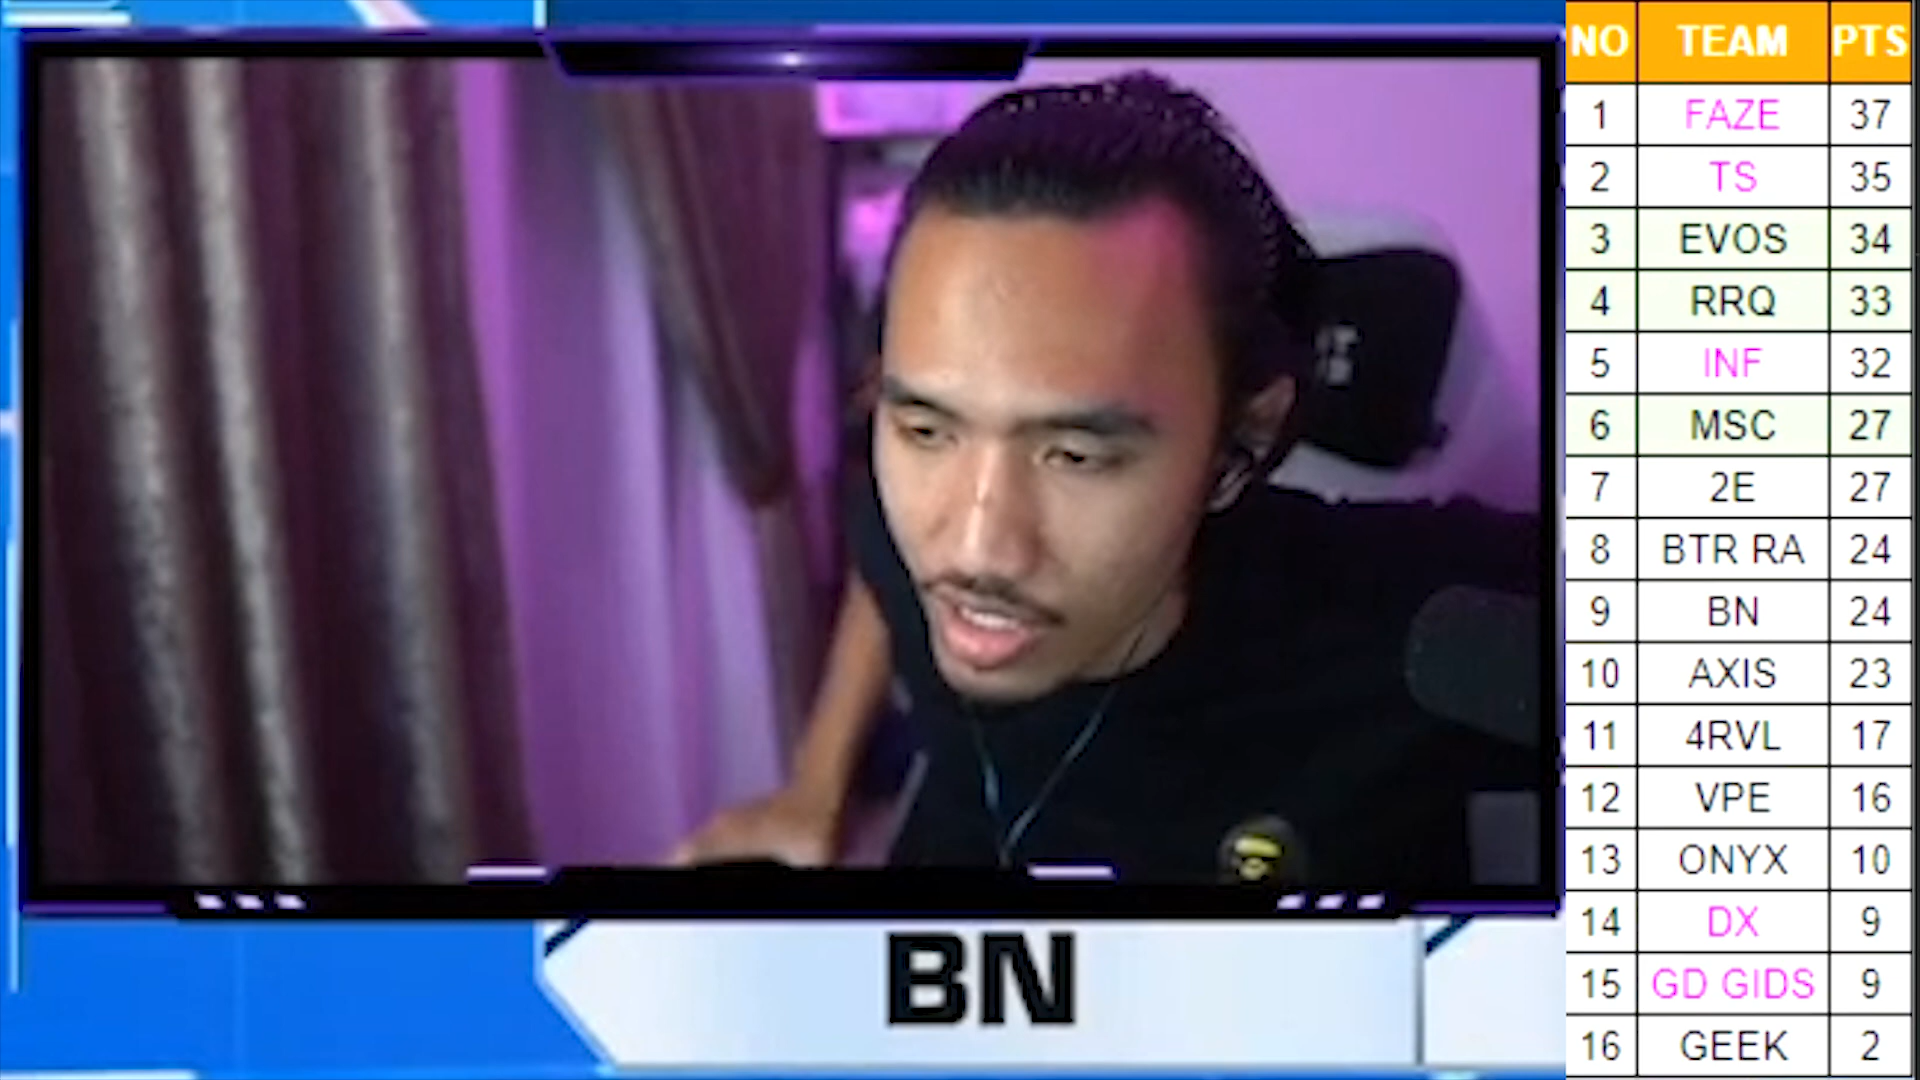 NO TEAM PTS
1 FAZE 37
2 TS 35
3 EVOS 34
4 RRQ 33
5 INF 32
6 MSC 27
7 2E 27
8 BTR RA 24
9 BN 24
10 AXIS 23
11 4RVL 17
12 VPE 16
13 ONYX 10
14 DX 9
15 GD GIDS 9
16 GEEK 2
BN